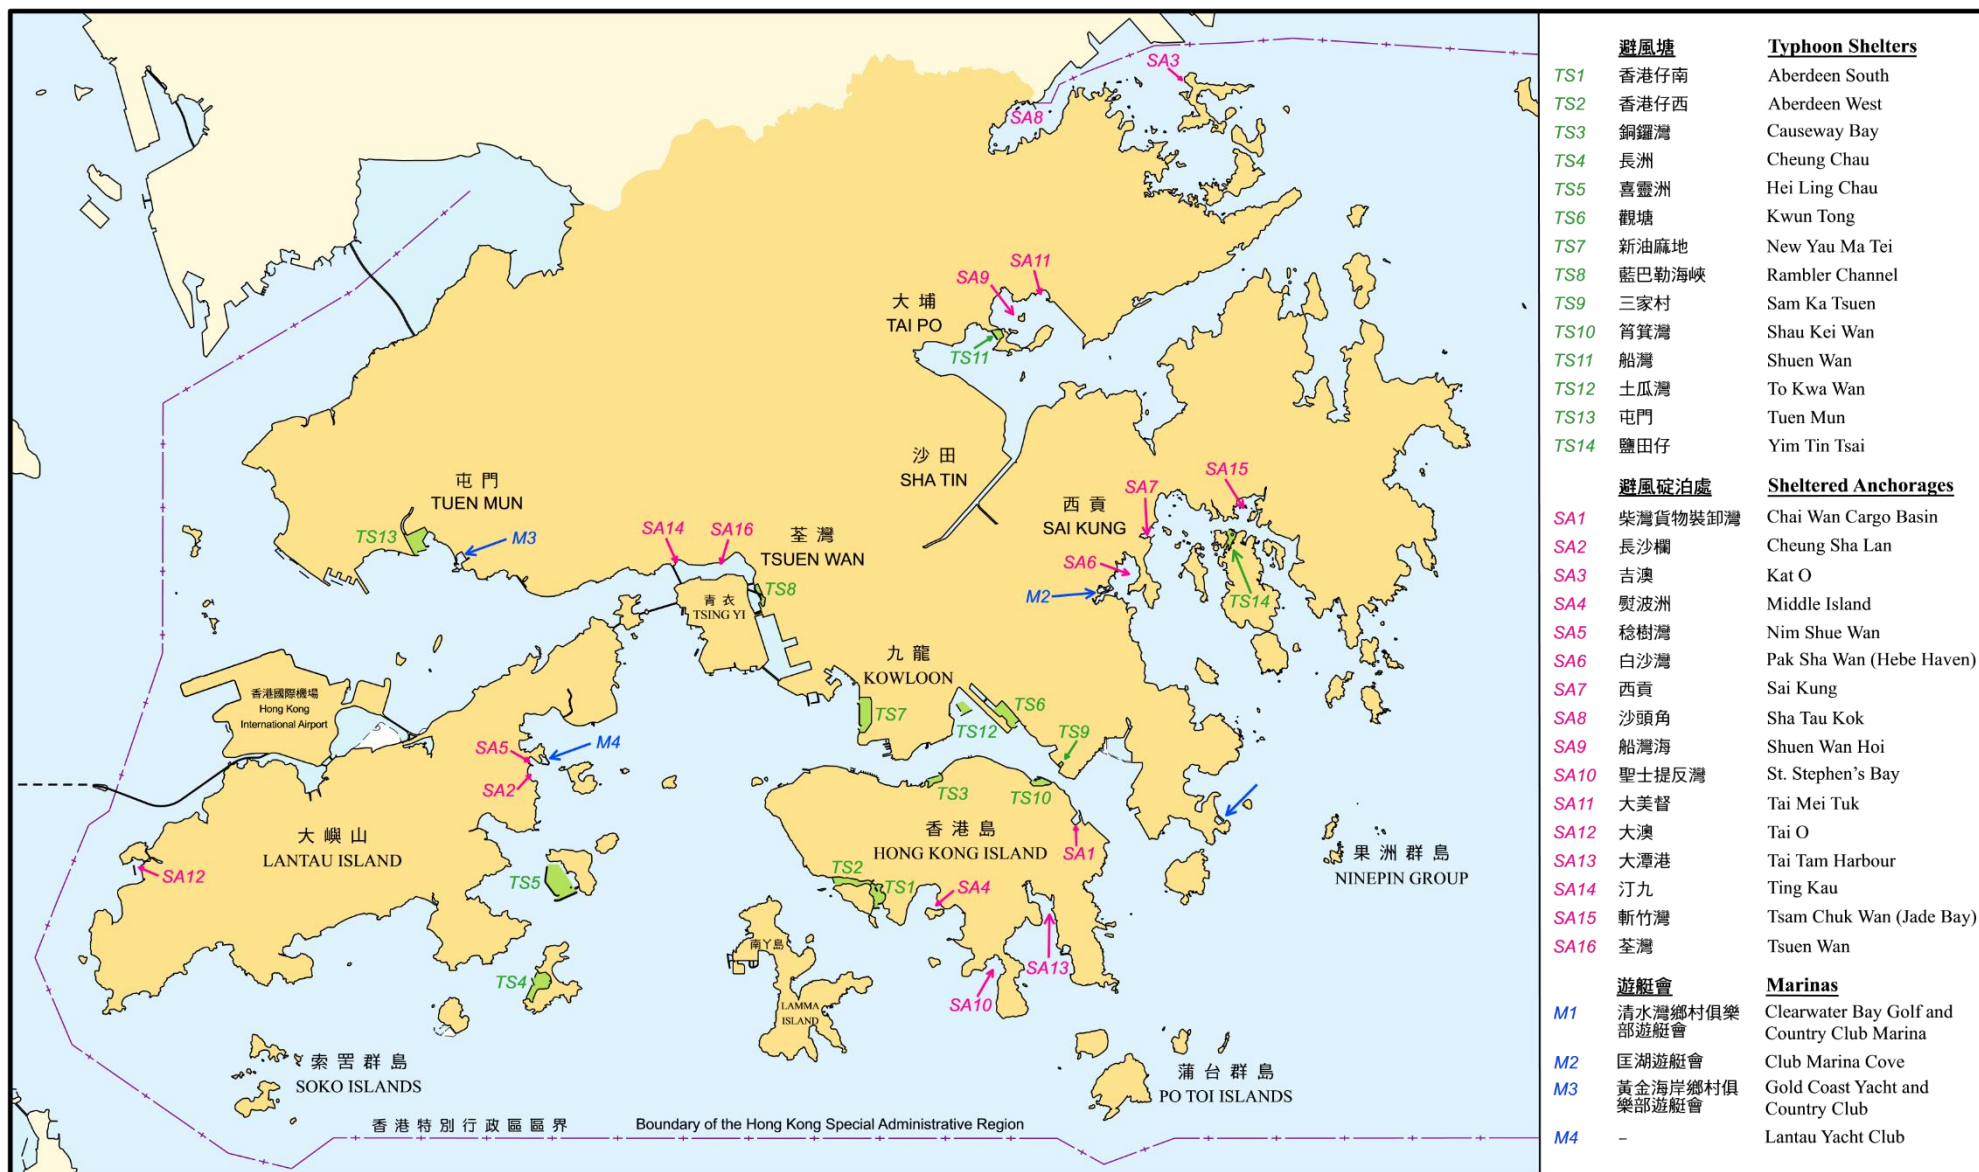 SA3
SA8
SA9
SA11
大埔
TAI PO
TS11
沙田
SHA TIN
屯門
TUEN MUN
TS13
M3
SA14
SA16
荃灣
TSUEN WAN
TS8
青衣
TSING YI
西貢
SAI KUNG
SA7
SA15
SA6
M2
TS14
九龍
KOWLOON
TS7
TS12
TS6
TS9
香港國際機場
Hong Kong
International Airport
SA5
M4
SA2
TS3
TS10
大嶼山
LANTAU ISLAND
香港島
HONG KONG ISLAND
SA1
SA12
TS5
TS2
TS1
SA4
果洲群島
NINEPIN GROUP
南丫島
SA13
TS4
SA10
LAMMA
ISLAND
索罟群島
SOKO ISLANDS
蒲台群島
PO TOI ISLANDS
香港特別行政區區界 Boundary of the Hong Kong Special Administrative Region
避風塘 Typhoon Shelters
TS1 香港仔南 Aberdeen South
TS2 香港仔西 Aberdeen West
TS3 銅鑼灣 Causeway Bay
TS4 長洲 Cheung Chau
TS5 喜靈洲 Hei Ling Chau
TS6 觀塘 Kwun Tong
TS7 新油麻地 New Yau Ma Tei
TS8 藍巴勒海峽 Rambler Channel
TS9 三家村 Sam Ka Tsuen
TS10 筲箕灣 Shau Kei Wan
TS11 船灣 Shuen Wan
TS12 土瓜灣 To Kwa Wan
TS13 屯門 Tuen Mun
TS14 鹽田仔 Yim Tin Tsai
避風碇泊處 Sheltered Anchorages
SA1 柴灣貨物裝卸灣 Chai Wan Cargo Basin
SA2 長沙欄 Cheung Sha Lan
SA3 吉澳 Kat O
SA4 熨波洲 Middle Island
SA5 稔樹灣 Nim Shue Wan
SA6 白沙灣 Pak Sha Wan (Hebe Haven)
SA7 西貢 Sai Kung
SA8 沙頭角 Sha Tau Kok
SA9 船灣海 Shuen Wan Hoi
SA10 聖士提反灣 St. Stephen's Bay
SA11 大美督 Tai Mei Tuk
SA12 大澳 Tai O
SA13 大潭港 Tai Tam Harbour
SA14 汀九 Ting Kau
SA15 斬竹灣 Tsam Chuk Wan (Jade Bay)
SA16 荃灣 Tsuen Wan
遊艇會 Marinas
M1 清水灣鄉村俱樂 Clearwater Bay Golf and
部遊艇會 Country Club Marina
M2 匡湖遊艇會 Club Marina Cove
M3 黃金海岸鄉村俱 Gold Coast Yacht and
樂部遊艇會 Country Club
M4 – Lantau Yacht Club